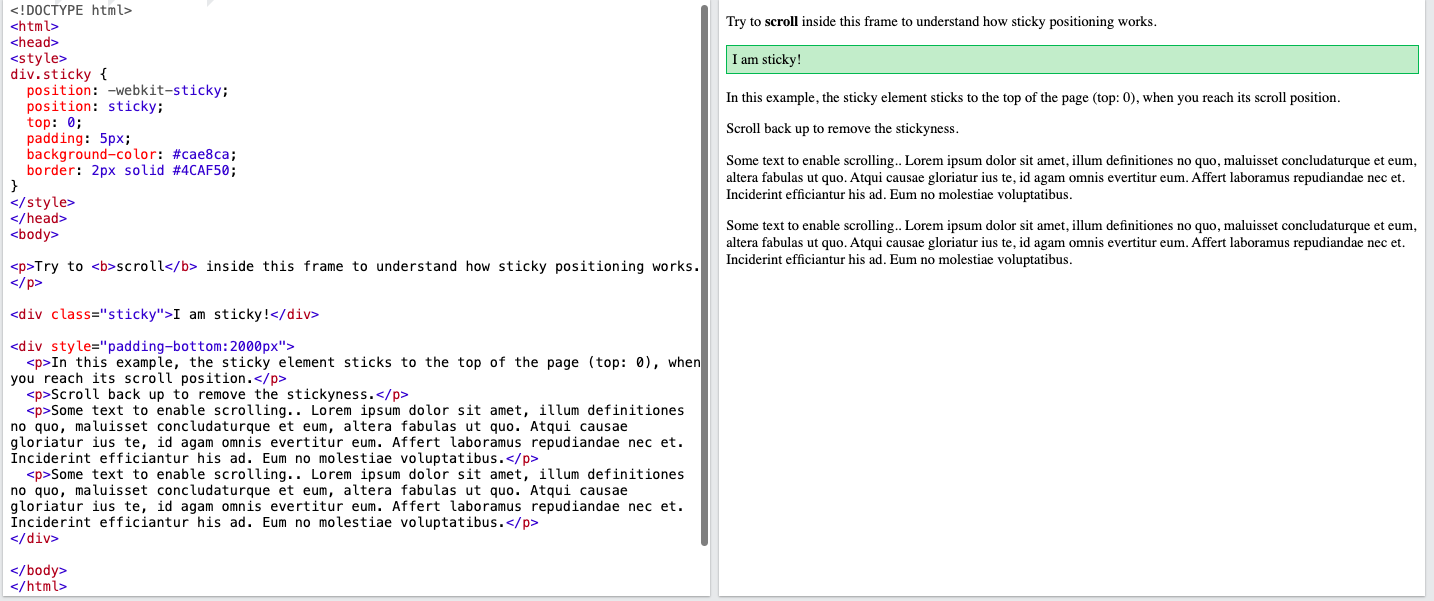 <!DOCTYPE html>
<html>
<head>
<style>
div.sticky {
  position: -webkit-sticky;
  position: sticky;
  top: 0;
  padding: 5px;
  background-color: #cae8ca;
  border: 2px solid #4CAF50;
}
</style>
</head>
<body>

<p>Try to <b>scroll</b> inside this frame to understand how sticky positioning works.
</p>

<div class="sticky">I am sticky!</div>

<div style="padding-bottom:2000px">
  <p>In this example, the sticky element sticks to the top of the page (top: 0), when
you reach its scroll position.</p>
  <p>Scroll back up to remove the stickyness.</p>
  <p>Some text to enable scrolling.. Lorem ipsum dolor sit amet, illum definitiones
no quo, maluisset concludaturque et eum, altera fabulas ut quo. Atqui causae
gloriatur ius te, id agam omnis evertitur eum. Affert laboramus repudiandae nec et.
Inciderint efficiantur his ad. Eum no molestiae voluptatibus.</p>
  <p>Some text to enable scrolling.. Lorem ipsum dolor sit amet, illum definitiones
no quo, maluisset concludaturque et eum, altera fabulas ut quo. Atqui causae
gloriatur ius te, id agam omnis evertitur eum. Affert laboramus repudiandae nec et.
Inciderint efficiantur his ad. Eum no molestiae voluptatibus.</p>
</div>

</body>
</html>
Try to scroll inside this frame to understand how sticky positioning works.
I am sticky!
In this example, the sticky element sticks to the top of the page (top: 0), when you reach its scroll position.
Scroll back up to remove the stickyness.
Some text to enable scrolling.. Lorem ipsum dolor sit amet, illum definitiones no quo, maluisset concludaturque et eum,
altera fabulas ut quo. Atqui causae gloriatur ius te, id agam omnis evertitur eum. Affert laboramus repudiandae nec et.
Inciderint efficiantur his ad. Eum no molestiae voluptatibus.
Some text to enable scrolling.. Lorem ipsum dolor sit amet, illum definitiones no quo, maluisset concludaturque et eum,
altera fabulas ut quo. Atqui causae gloriatur ius te, id agam omnis evertitur eum. Affert laboramus repudiandae nec et.
Inciderint efficiantur his ad. Eum no molestiae voluptatibus.